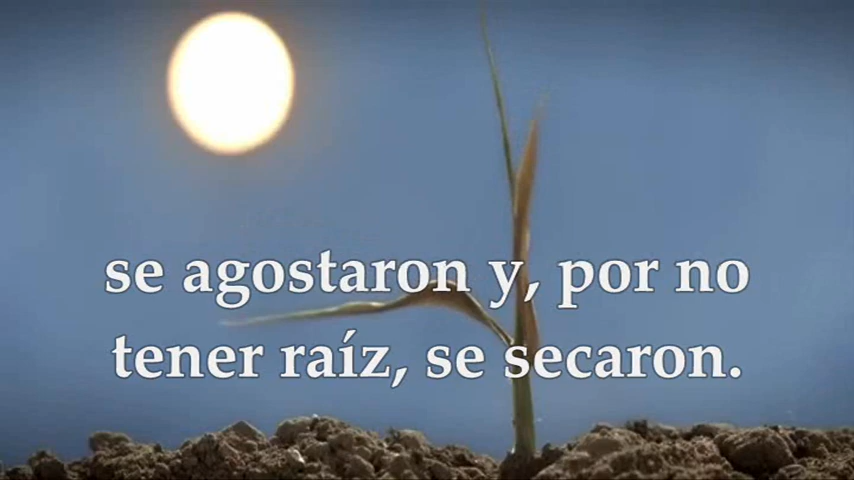 se agostaron y, por no
tener raíz, se secaron.